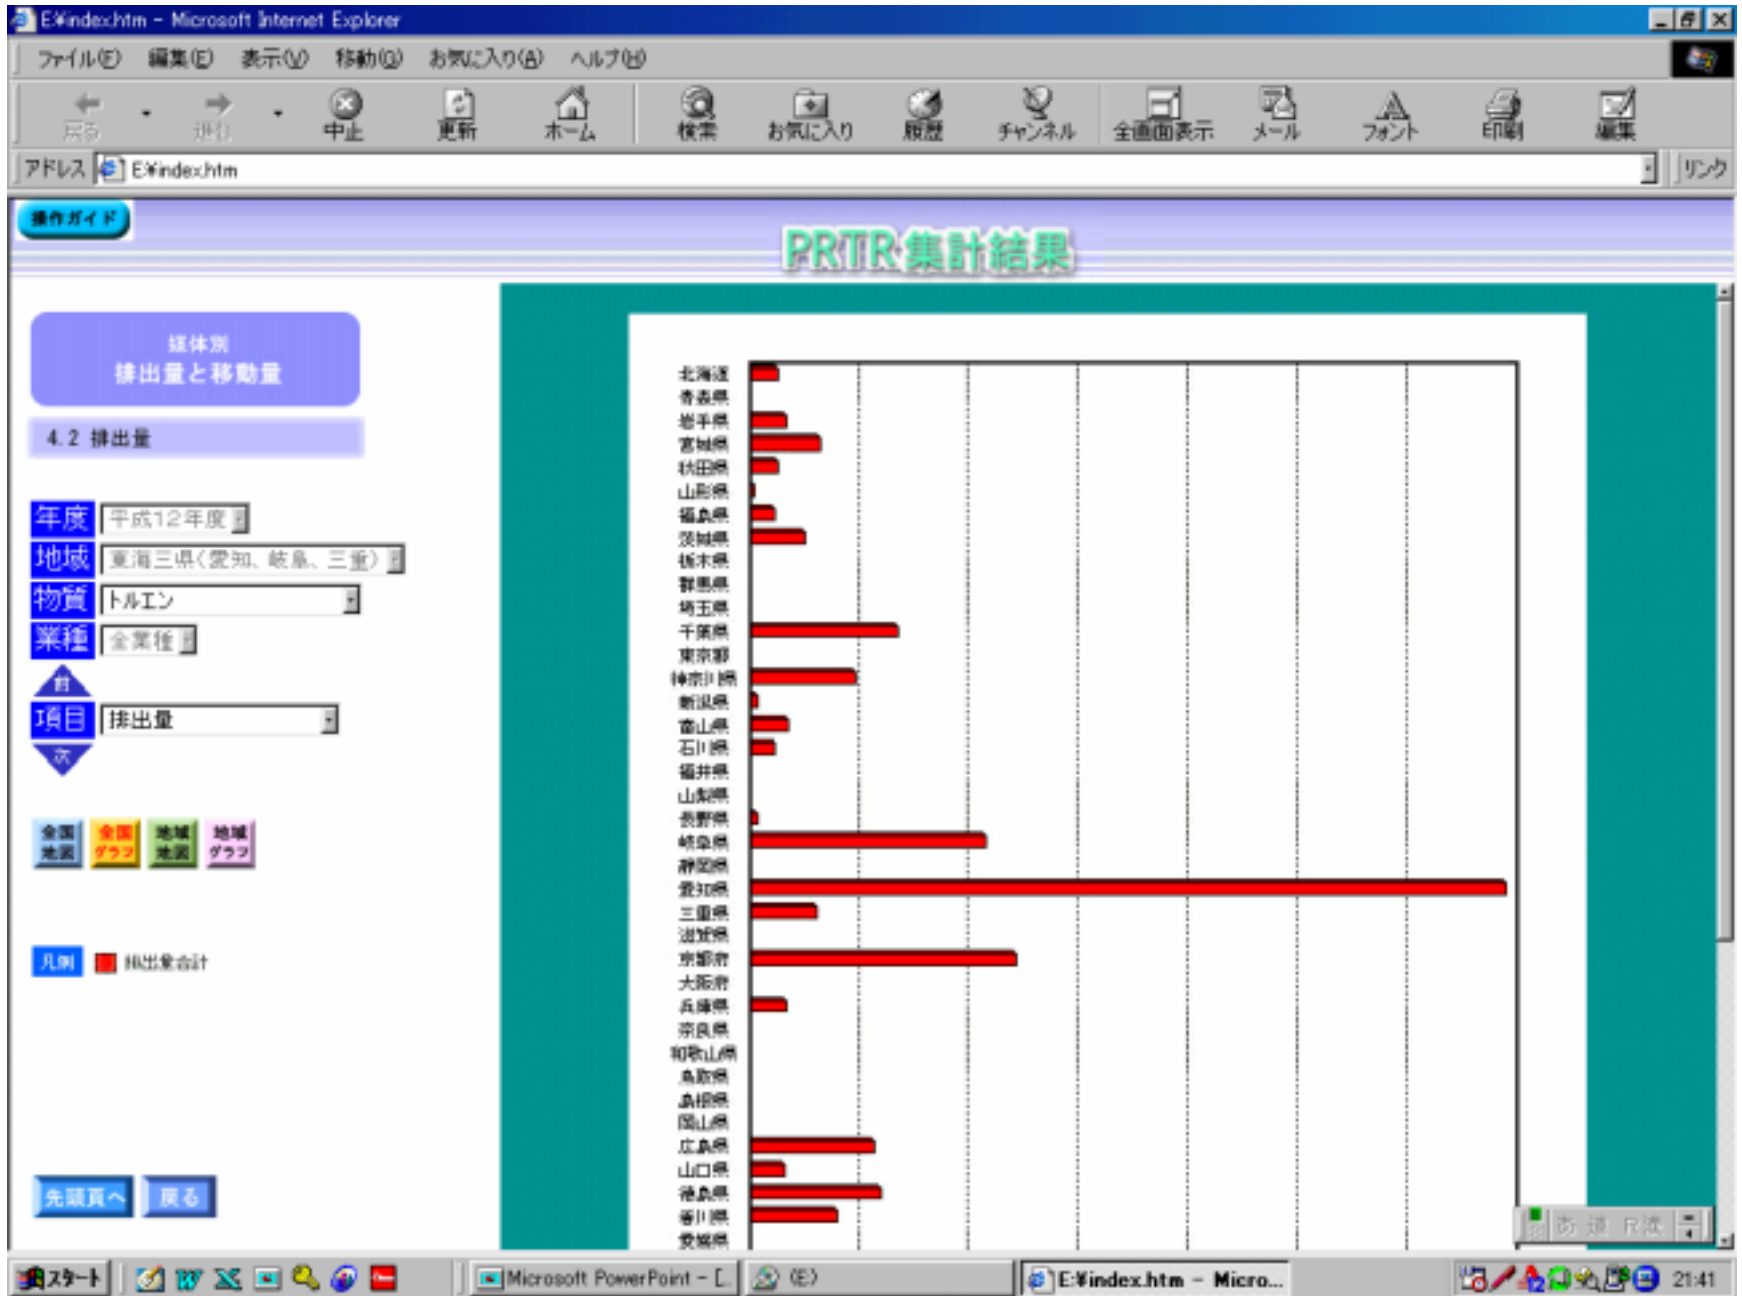 E:¥index.htm - Microsoft Internet Explorer
ファイル(F) 編集(E) 表示(V) 移動(G) お気に入り(A) ヘルプ(H)
戻る 進む 中止 更新 ホーム 検索 お気に入り 履歴 チャンネル 全画面表示 メール フォント 印刷 編集
アドレス E:¥index.htm リンク
操作ガイド
PRTR集計結果
媒体別
排出量と移動量
4.2 排出量
年度 平成12年度
地域 東海三県(愛知、岐阜、三重)
物質 トルエン
業種 全業種
前
項目 排出量
次
全国地図 全国グラフ 地域地図 地域グラフ
凡例 排出量合計
先頭頁へ 戻る
北海道
青森県
岩手県
宮城県
秋田県
山形県
福島県
茨城県
栃木県
群馬県
埼玉県
千葉県
東京都
神奈川県
新潟県
富山県
石川県
福井県
山梨県
長野県
岐阜県
静岡県
愛知県
三重県
滋賀県
京都府
大阪府
兵庫県
奈良県
和歌山県
鳥取県
島根県
岡山県
広島県
山口県
徳島県
香川県
愛媛県
スタート Microsoft PowerPoint - [... (E:) E:¥index.htm - Micro... 21:41